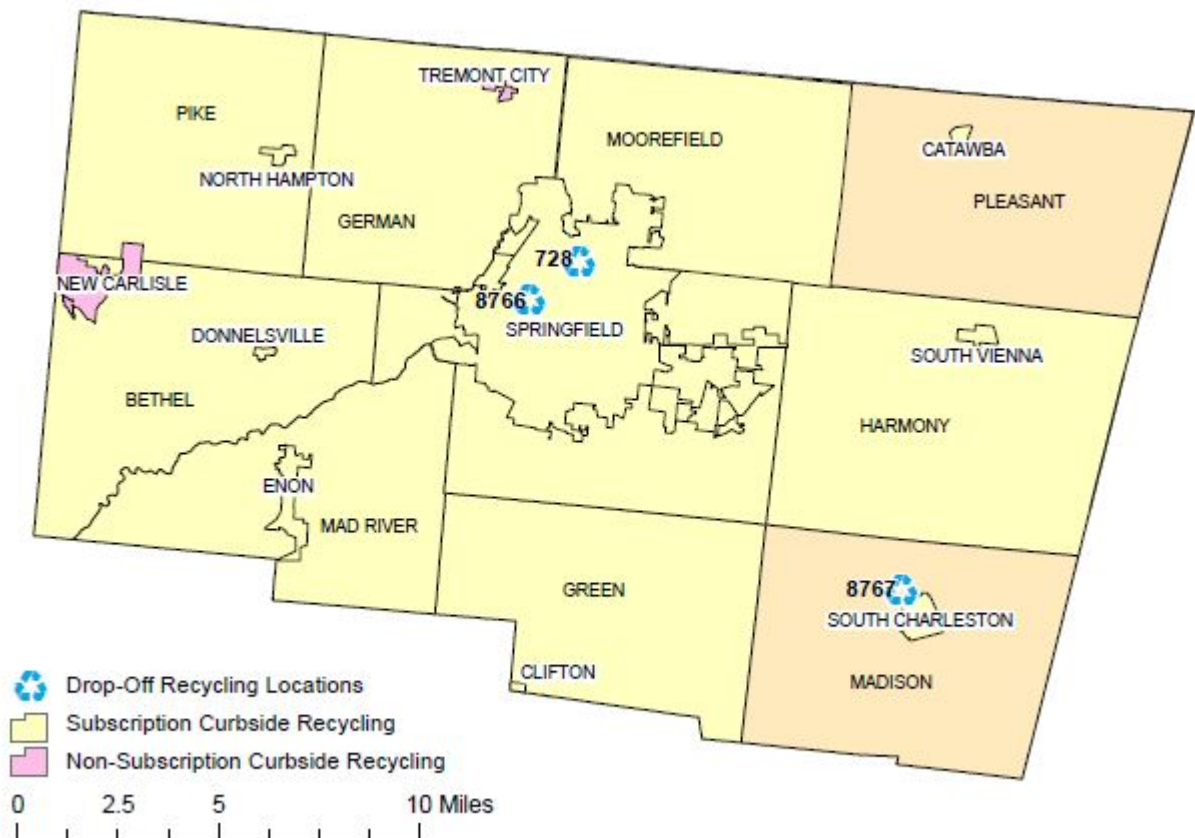 TREMONT CITY
PIKE
MOOREFIELD
CATAWBA
NORTH HAMPTON
PLEASANT
GERMAN
728
NEW CARLISLE
8766
SPRINGFIELD
DONNELSVILLE
SOUTH VIENNA
BETHEL
HARMONY
ENON
MAD RIVER
GREEN
8767
SOUTH CHARLESTON
CLIFTON
MADISON
Drop-Off Recycling Locations
Subscription Curbside Recycling
Non-Subscription Curbside Recycling
0 2.5 5 10 Miles